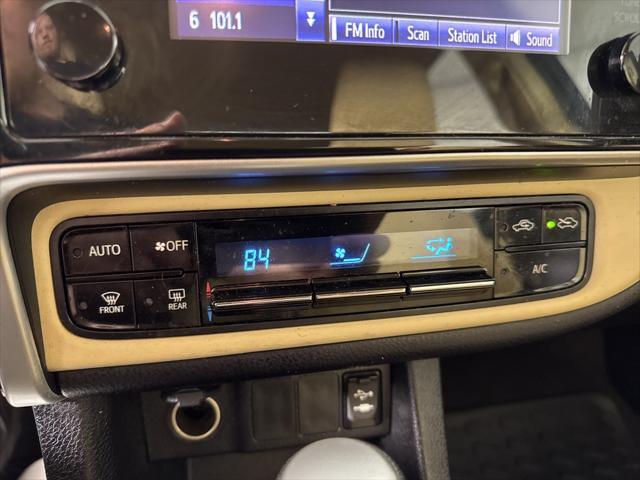 6 101.1
FM Info Scan Station List Sound
AUTO OFF
84
A/C
FRONT REAR